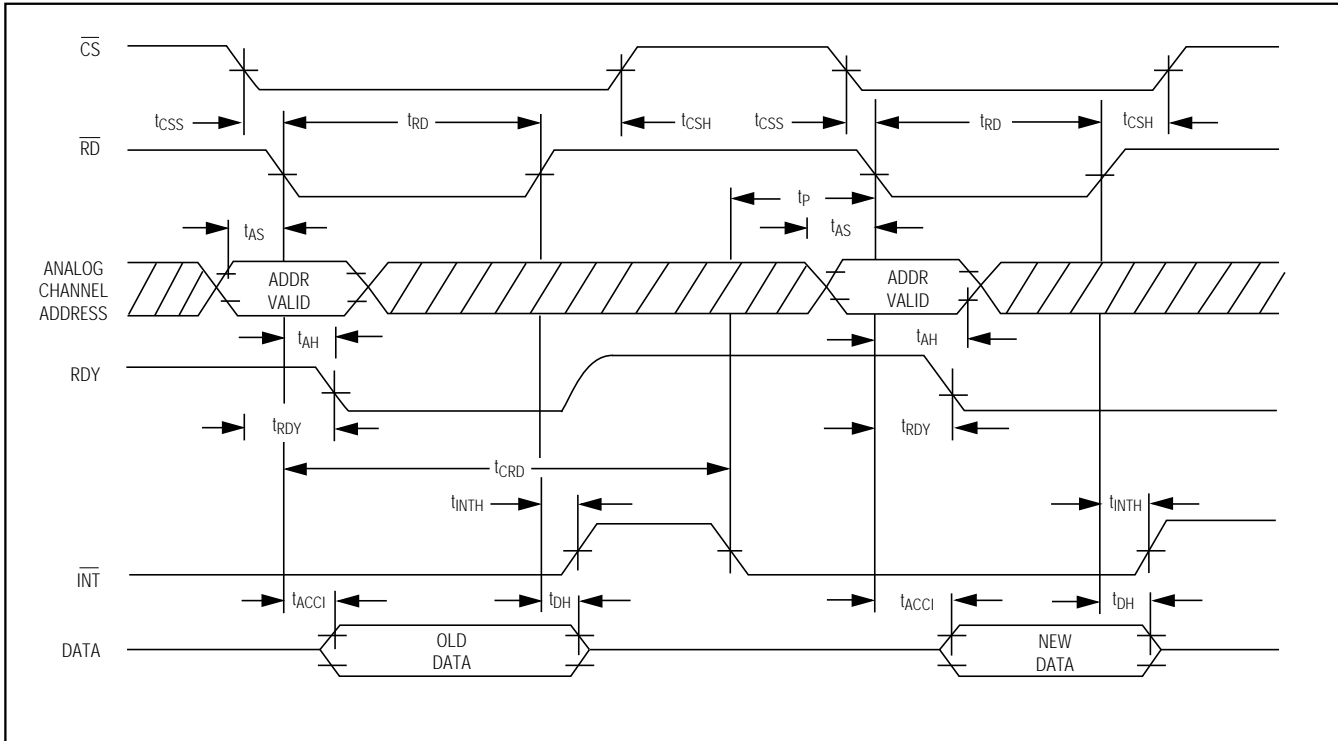 CS
tCSS tRD tCSH tCSS tRD tCSH
RD
tP
tAS tAS
ANALOG
CHANNEL
ADDRESS
ADDR
VALID
ADDR
VALID
tAH tAH
RDY
tRDY tRDY
tCRD
tINTH tINTH
INT
tACCI tDH tACCI tDH
DATA
OLD
DATA
NEW
DATA